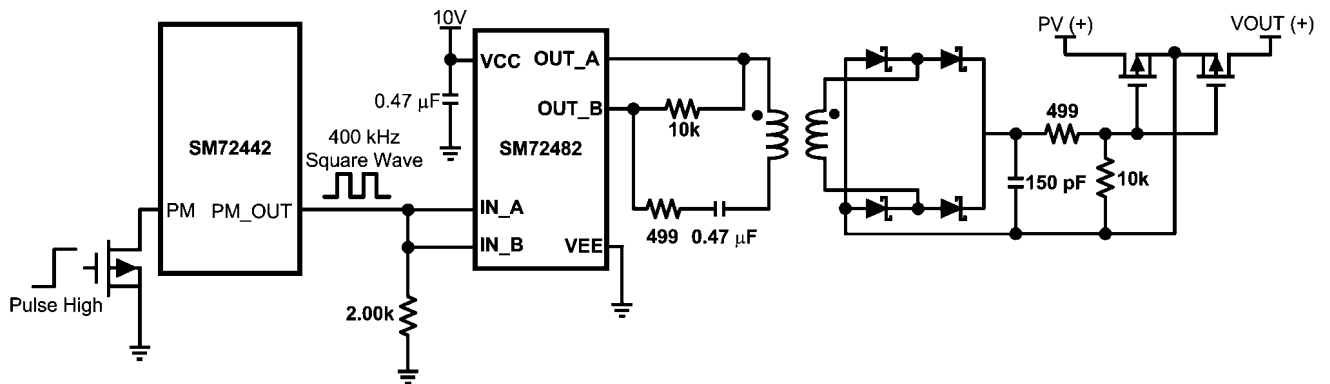 10V
PV (+)
VOUT (+)
VCC
OUT_A
0.47 µF
OUT_B
10k
499
SM72442
400 kHz
Square Wave
SM72482
150 pF
10k
PM
PM_OUT
IN_A
499
0.47 µF
IN_B
VEE
Pulse High
2.00k